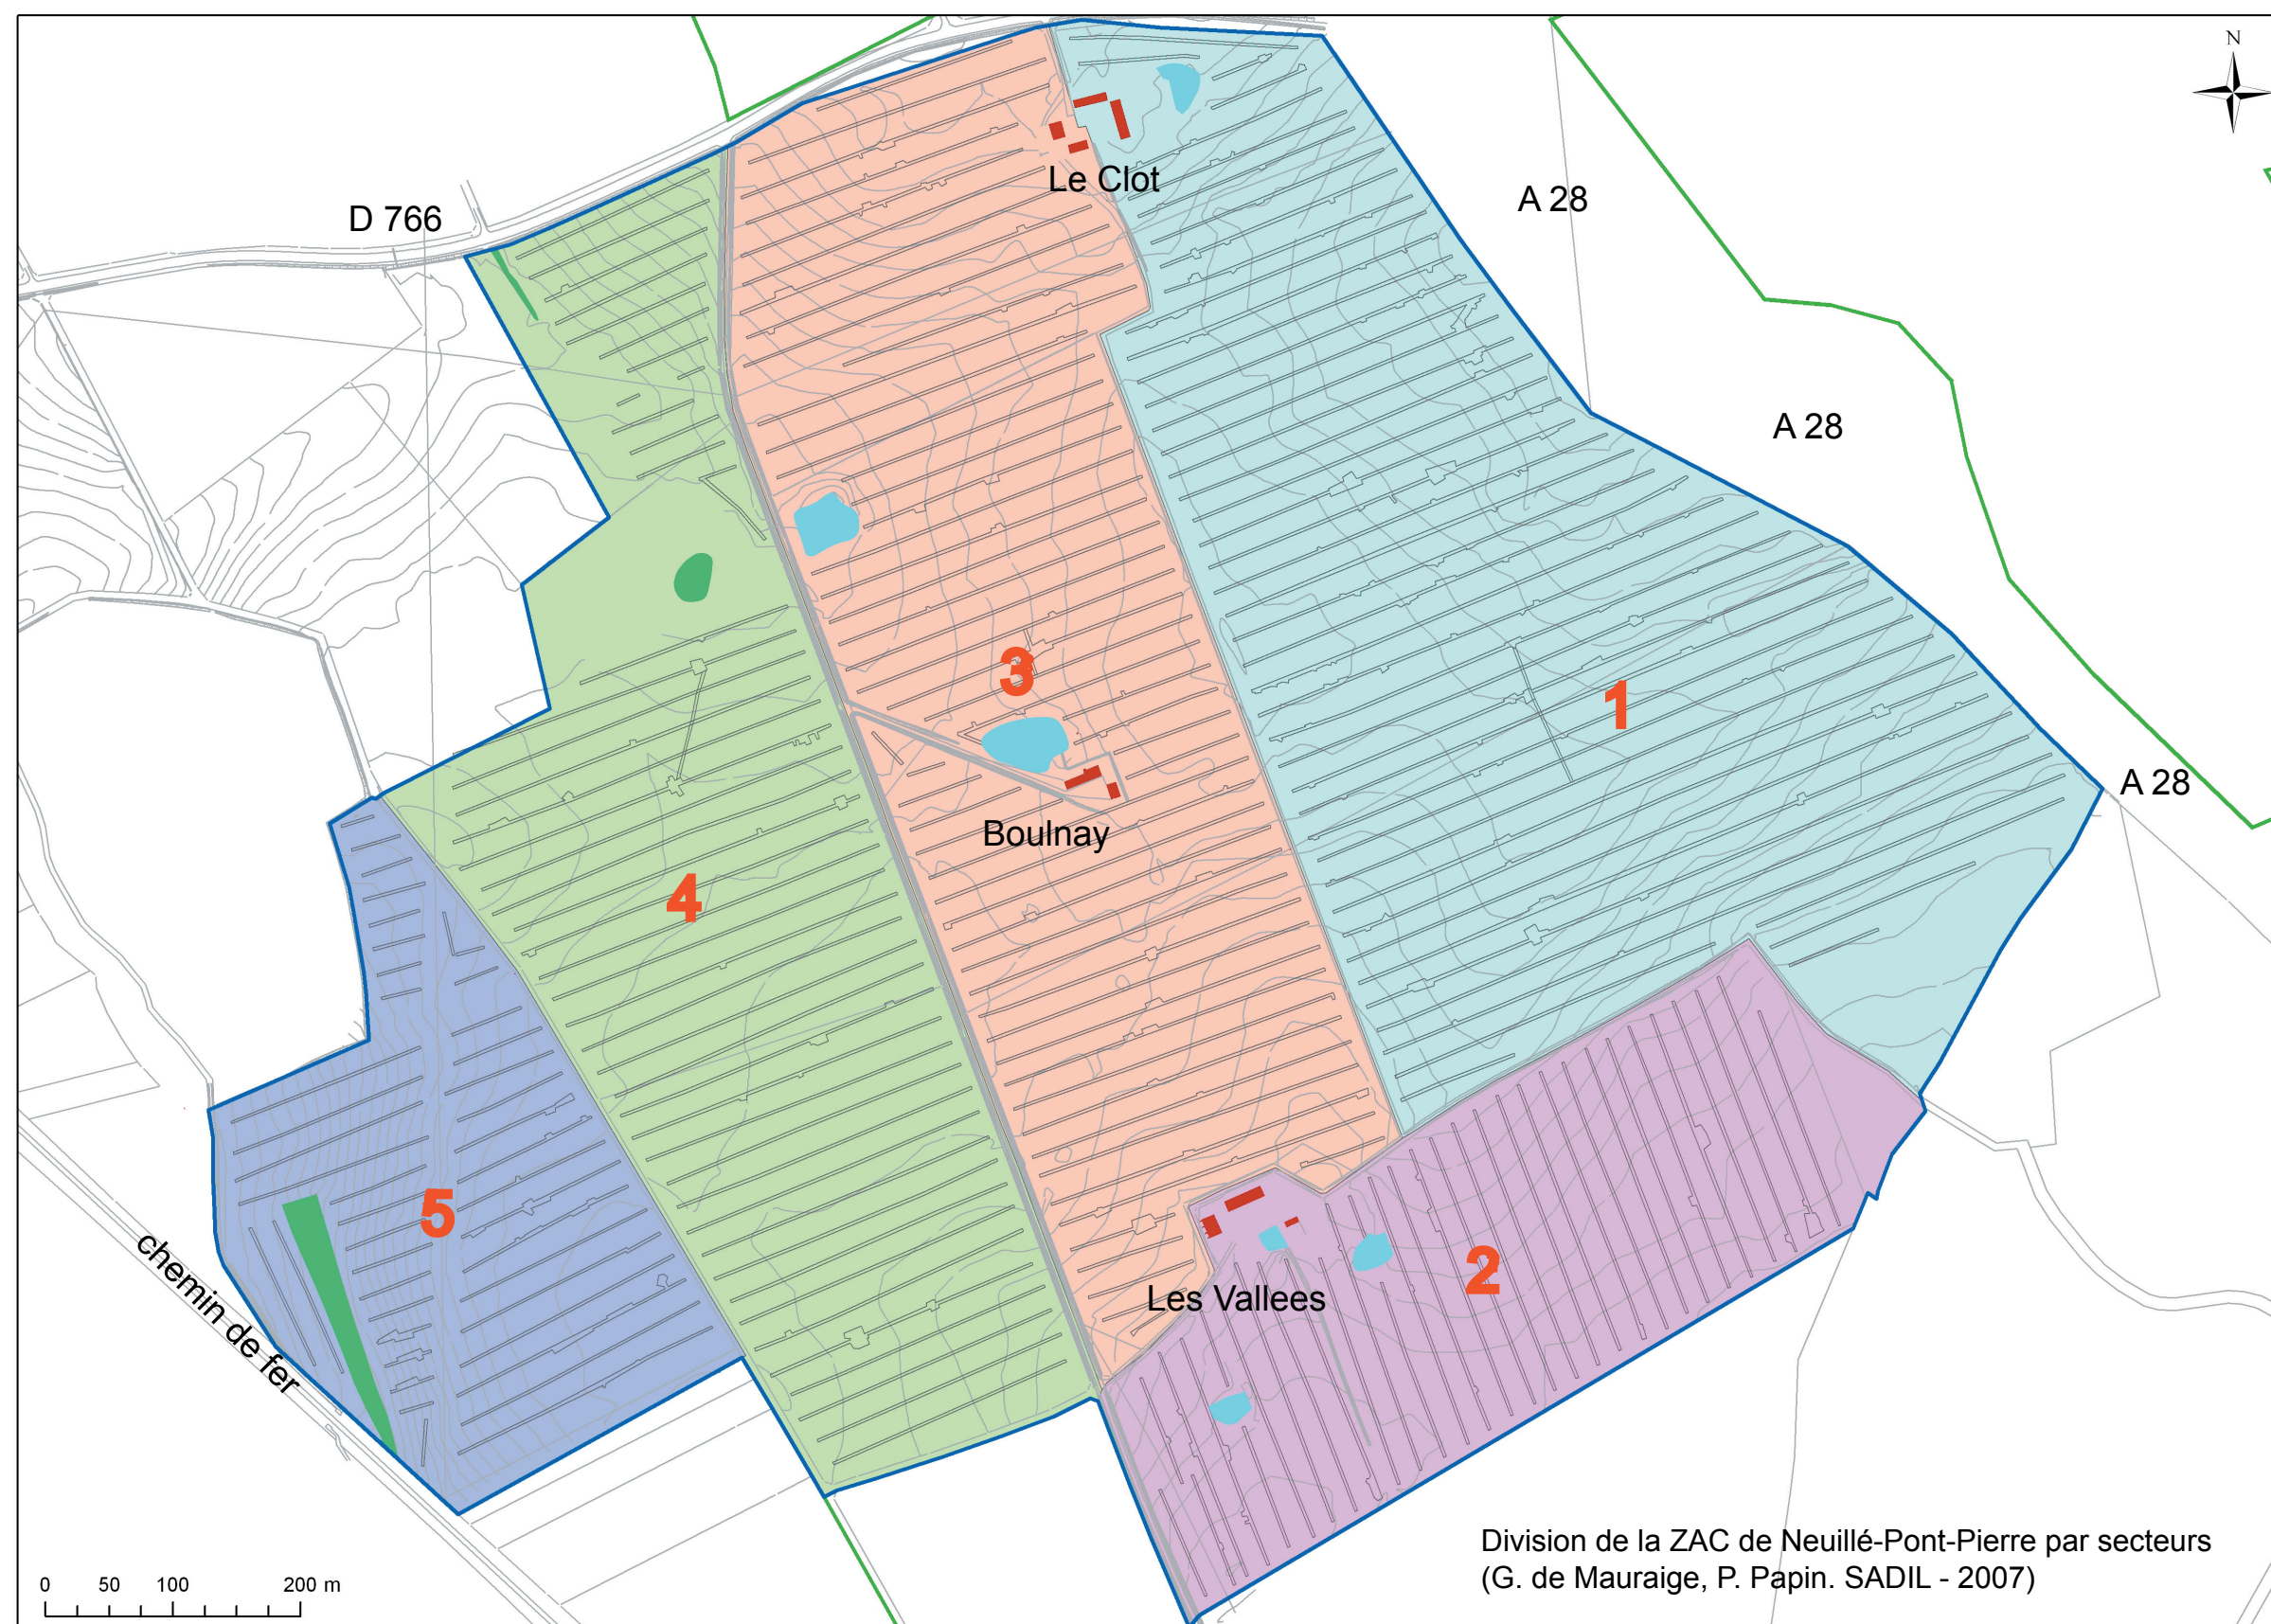 N
Le Clot
A 28
D 766
A 28
3
1
A 28
Boulnay
4
5
2
chemin de fer
Les Vallees
Division de la ZAC de Neuillé-Pont-Pierre par secteurs
(G. de Mauraige, P. Papin. SADIL - 2007)
0 50 100 200 m